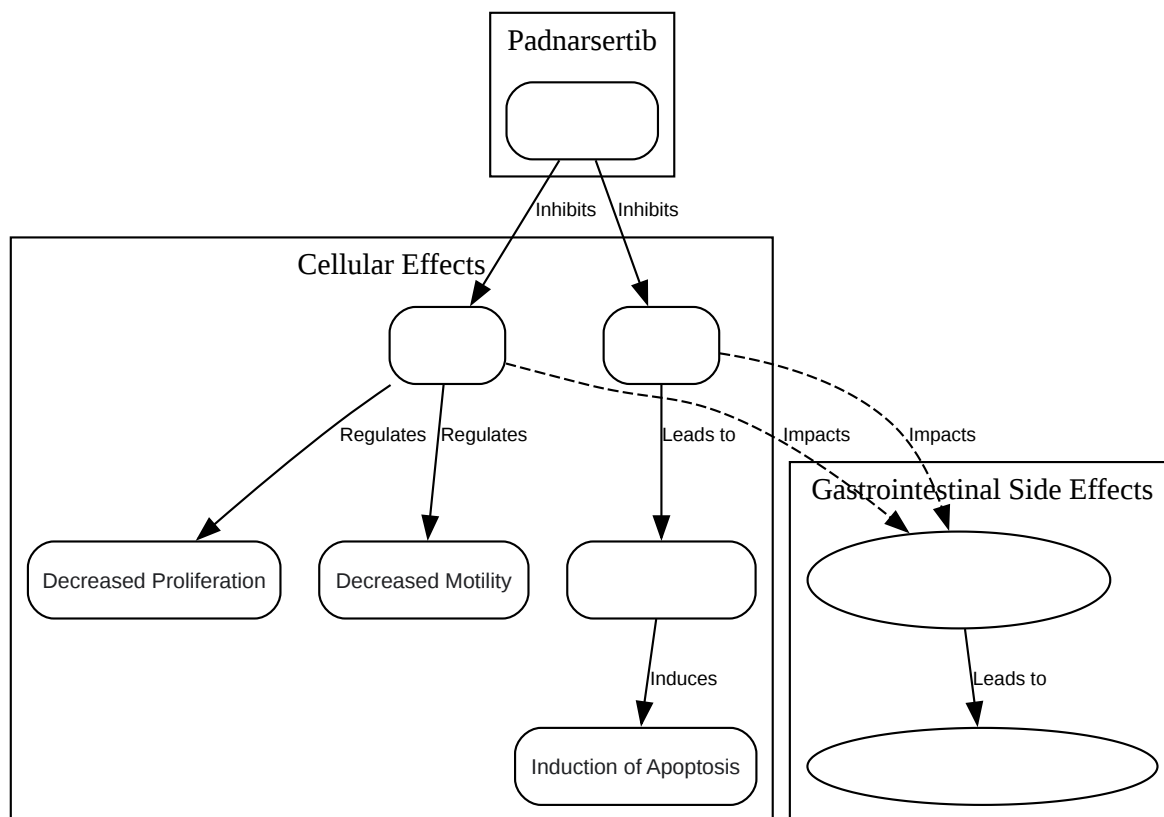 Padnarsertib
Inhibits
Inhibits
Cellular Effects
Regulates
Regulates
Leads to
Impacts
Impacts
Gastrointestinal Side Effects
Decreased Proliferation
Decreased Motility
Induces
Leads to
Induction of Apoptosis